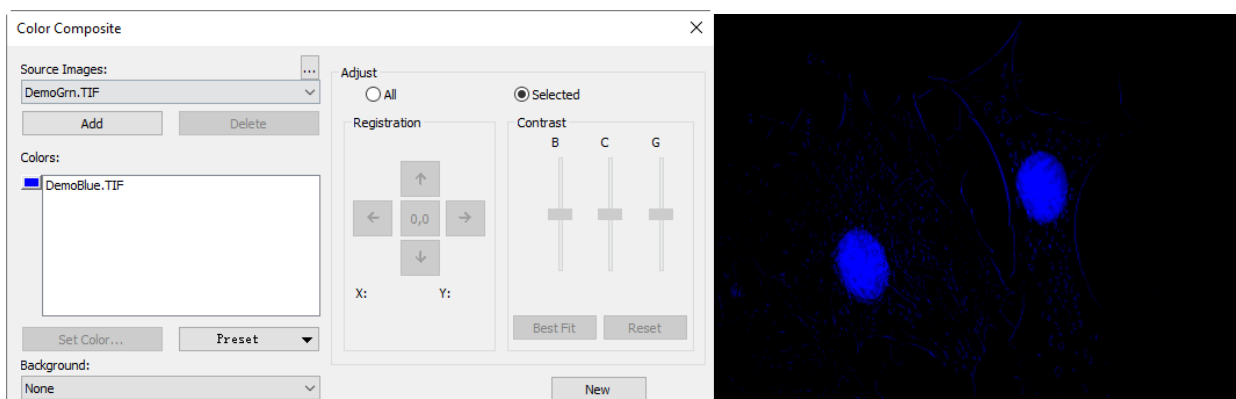 Color Composite
Source Images:
...
DemoGrn.TIF
Add
Delete
Colors:
DemoBlue.TIF
Set Color...
Preset
Background:
None
Adjust
All
Selected
Registration
0,0
X:
Y:
Contrast
B
C
G
Best Fit
Reset
New